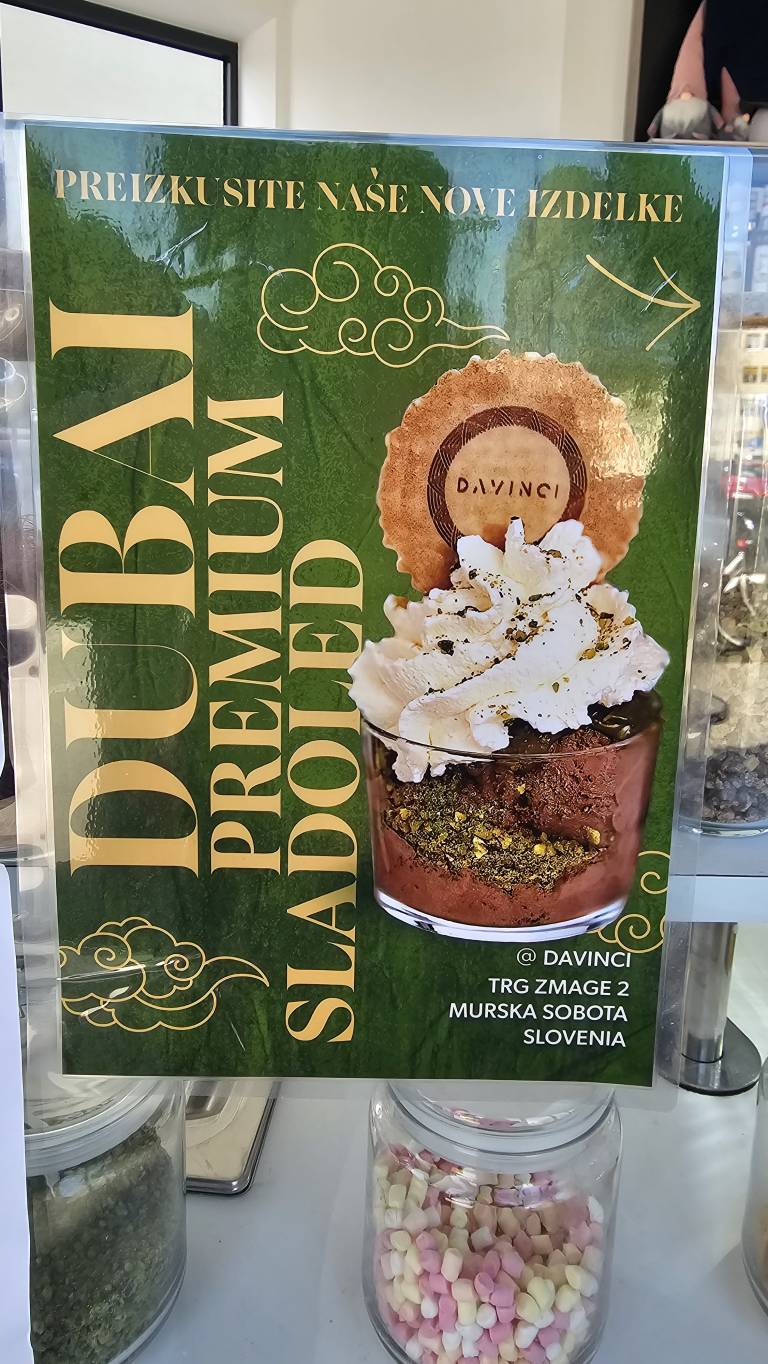 PREIZKUSITE NAŠE NOVE IZDELKE
DUBAI
PREMIUM
SLADOLED
DAVINCI
@ DAVINCI
TRG ZMAGE 2
MURSKA SOBOTA
SLOVENIA